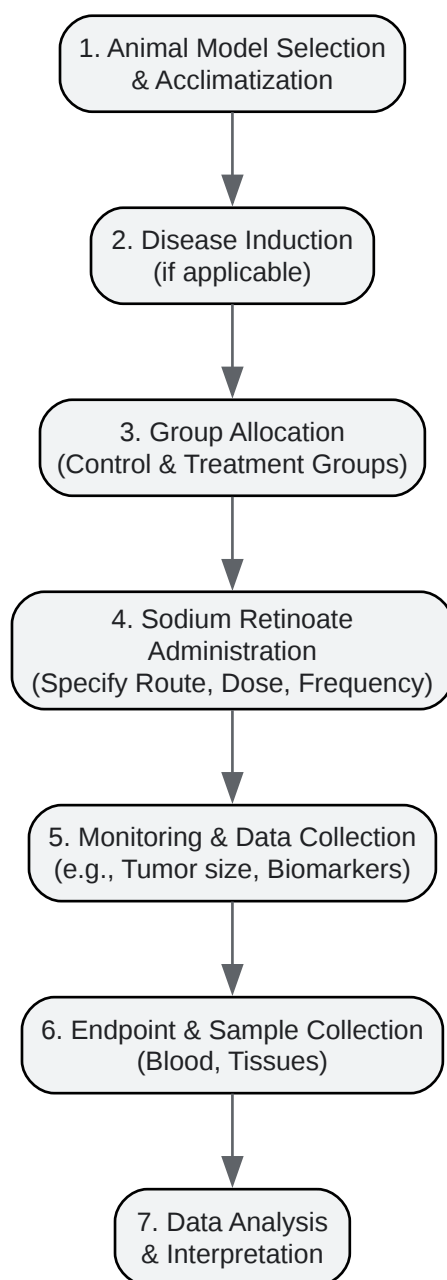 1. Animal Model Selection
& Acclimatization
2. Disease Induction
(if applicable)
3. Group Allocation
(Control & Treatment Groups)
4. Sodium Retinoate
Administration
(Specify Route, Dose, Frequency)
5. Monitoring & Data Collection
(e.g., Tumor size, Biomarkers)
6. Endpoint & Sample Collection
(Blood, Tissues)
7. Data Analysis
& Interpretation